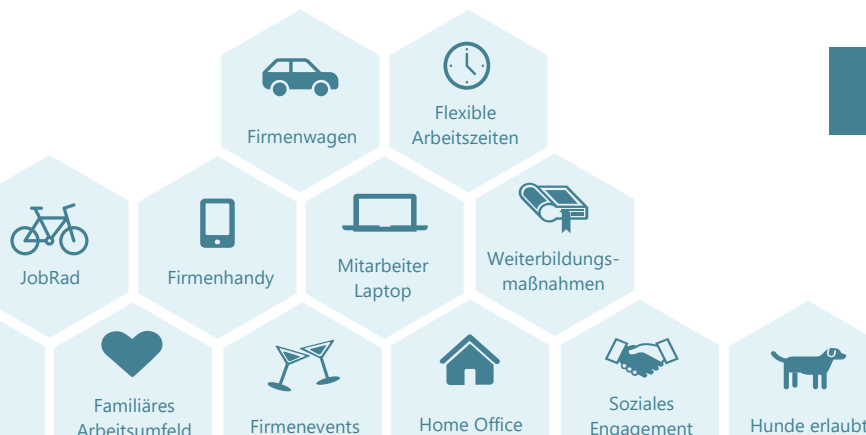 Firmenwagen
Flexible
Arbeitszeiten
JobRad
Firmenhandy
Mitarbeiter
Laptop
Weiterbildungs-
maßnahmen
Familiäres
Arbeitsumfeld
Firmenevents
Home Office
Soziales
Engagement
Hunde erlaubt